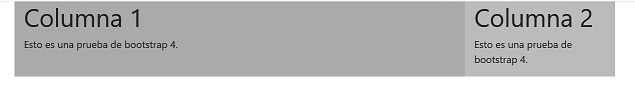 Columna 1
Esto es una prueba de bootstrap 4.
Columna 2
Esto es una prueba de
bootstrap 4.